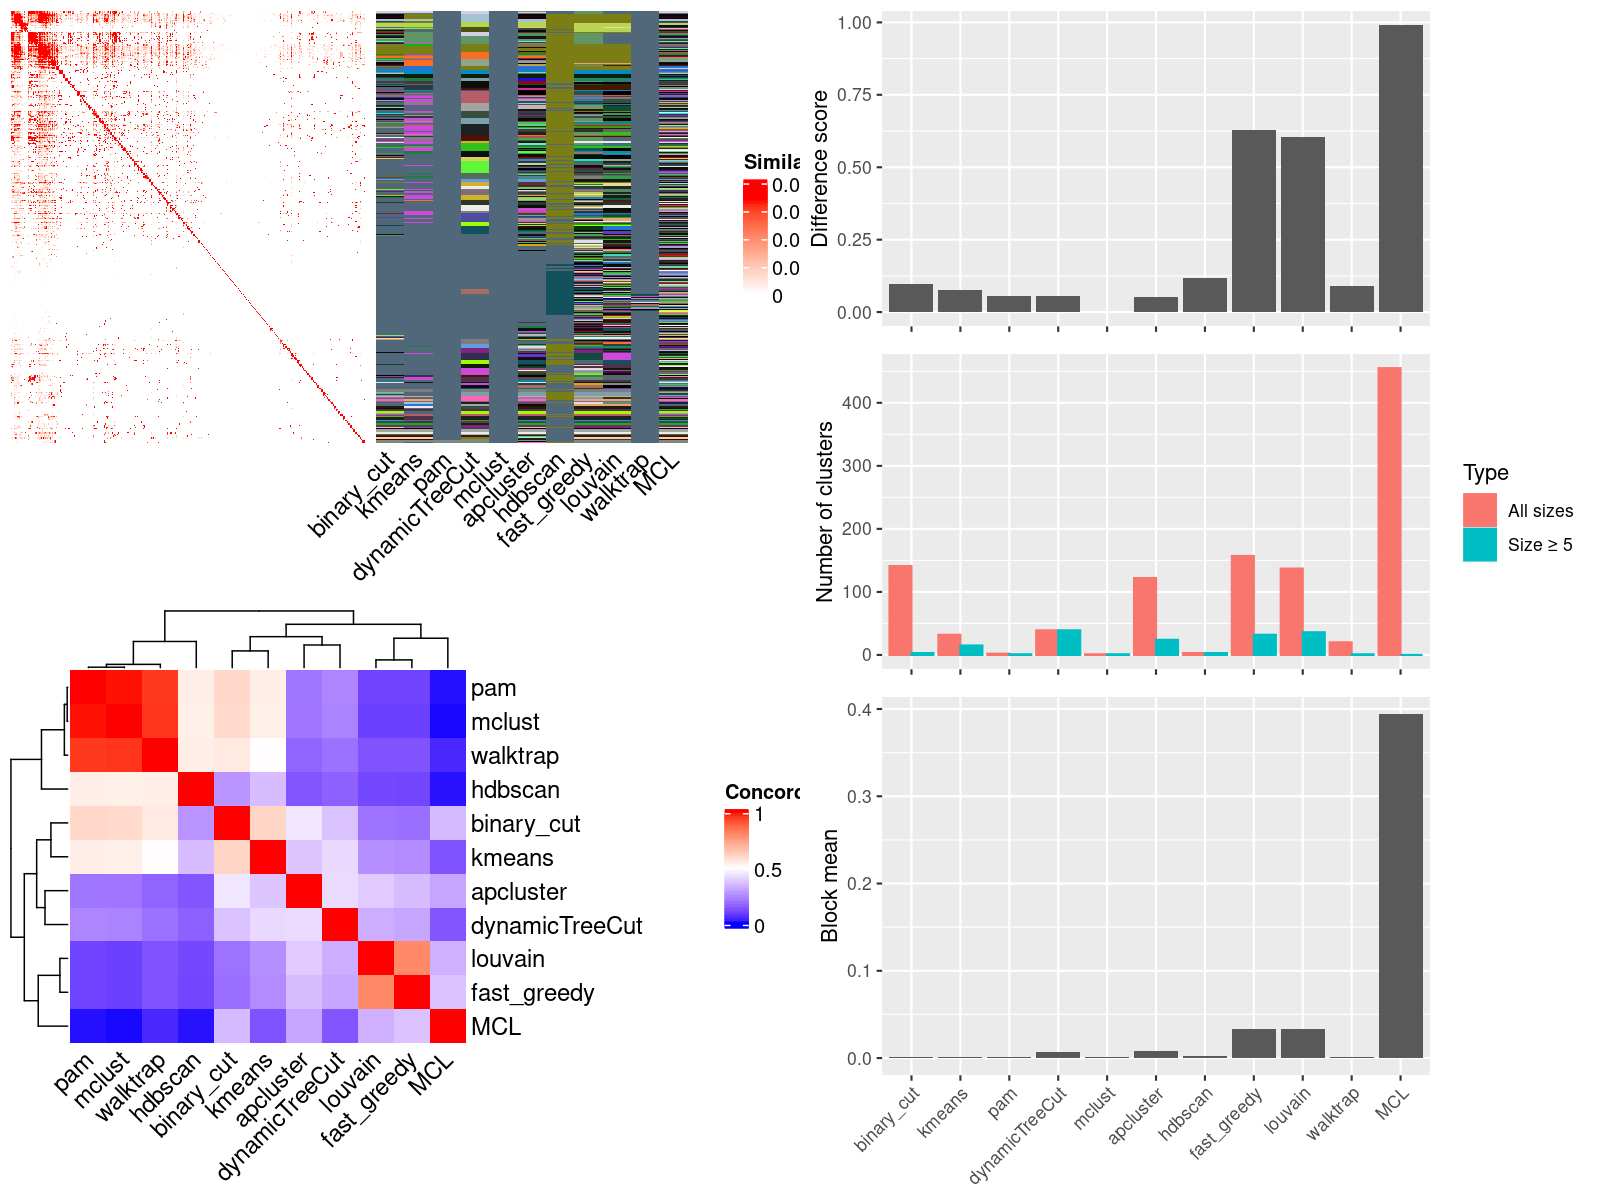 Simila
0.0
0.0
0.0
0.0
0
binary_cut
kmeans
pam
dynamicTreeCut
mclust
apcluster
hdbscan
fast_greedy
louvain
walktrap
MCL
pam
mclust
walktrap
hdbscan
binary_cut
kmeans
apcluster
dynamicTreeCut
louvain
fast_greedy
MCL
pam
mclust
walktrap
hdbscan
binary_cut
kmeans
apcluster
dynamicTreeCut
louvain
fast_greedy
MCL
Concord
1
0.5
0
Difference score
1.00
0.75
0.50
0.25
0.00
Number of clusters
400
300
200
100
0
Type
All sizes
Size ≥ 5
Block mean
0.4
0.3
0.2
0.1
0.0
binary_cut
kmeans
pam
dynamicTreeCut
mclust
apcluster
hdbscan
fast_greedy
louvain
walktrap
MCL